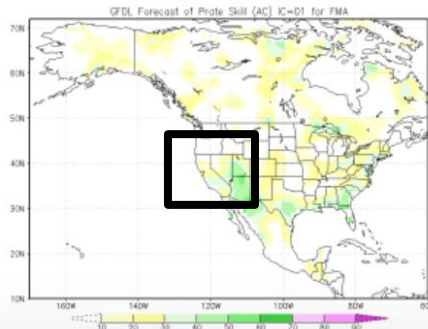 GFDL Forecast of Prate Skill (AC) IC=01 for FMA
70N
60N
50N
40N
30N
20N
10N
160W 140W 120W 100W 80W 60
10 20 30 40 50 60 70 80 90